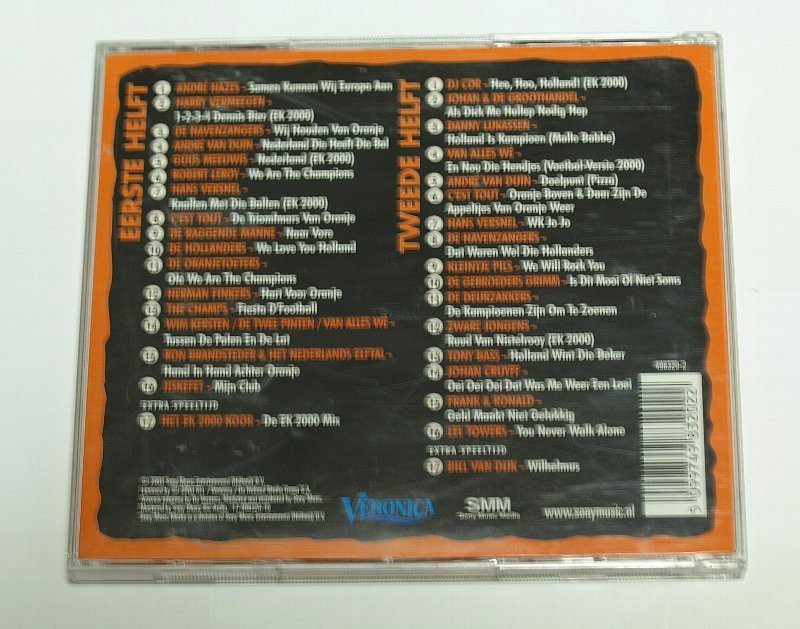 EERSTE HELFT
1 ANDRÉ HAZES - Samen Kunnen Wij Europa Aan
2 HARRY VERMEEGEN -
1-2-3-4 Dennis Bier (EK 2000)
3 DE HAVENZANGERS - Wij Houden Van Oranje
4 ANDRÉ VAN DUIN - Nederland Die Heeft De Bal
5 GUUS MEEUWIS - Nederland (EK 2000)
6 ROBERT LEROY - We Are The Champions
7 HANS VERSNEL -
Knallen Met Die Ballen (EK 2000)
8 C'EST TOUT - De Triomfmars Van Oranje
9 DE RAGGENDE MANNE - Naar Vore
10 DE HOLLANDERS - We Love You Holland
11 DE ORANJETOETERS -
Olé We Are The Champions
12 HERMAN FINKERS - Hari Voor Oranje
13 THE CHAMPS - Fiesta D'Football
14 WIM KERSTEN / DE TWEE PINTEN / VAN ALLES WE -
Tussen De Palen En De Lat
15 RON BRANDSTEDER & HET NEDERLANDS ELFTAL -
Hand In Hand Achter Oranje
16 JISKEFET - Mijn Club
EXTRA SPEELTIJD
17 HET EK 2000 KOOR - De EK 2000 Mix
TWEEDE HELFT
1 DJ COR - Hee, Hoo, Holland! (EK 2000)
2 JOHAN & DE GROOTHANDEL -
Als Dick Me Hullep Nodig Hep
3 DANNY LUKASSEN -
Holland Is Kampioen (Malle Babbe)
4 VAN ALLES WE -
En Nou Die Handjes (Voetbal-Versie 2000)
5 ANDRÉ VAN DUIN - Doelpunt (Pizza)
6 C'EST TOUT - Oranje Boven & Daar Zijn De
Appeltjes Van Oranje Weer
7 HANS VERSNEL - WK Jo Jo
8 DE HAVENZANGERS -
Dat Waren Wel Die Hollanders
9 KLEINTJE PILS - We Will Rock You
10 DE GEBROEDERS GRIMM - Is Dit Mooi Of Niet Soms
11 DE DEURZAKKERS -
De Kampioenen Zijn Om Te Zoenen
12 ZWARE JONGENS -
Ruud Van Nistelrooy (EK 2000)
13 TONY BASS - Holland Wint Die Beker
14 JOHAN CRUYFF -
Oei Oei Oei Dat Was Me Weer Een Loei
15 FRANK & RONALD -
Geld Maakt Niet Gelukkig
16 LEE TOWERS - You Never Walk Alone
EXTRA SPEELTIJD
17 BILL VAN DIJK - Wilhelmus
498320-2
5 099749 832022
VERONICA
SMM
Sony Music Media
www.sonymusic.nl